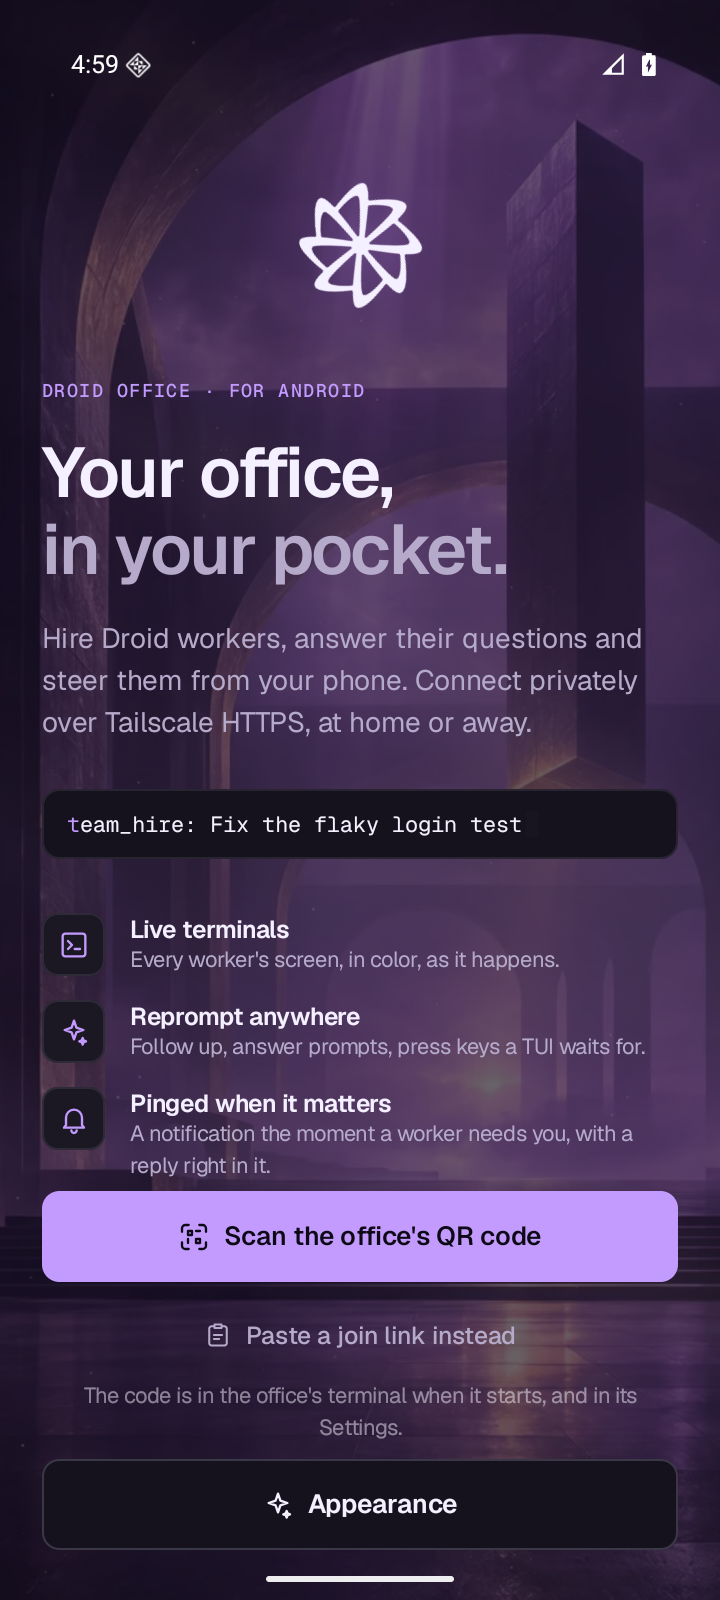 4:59
DROID OFFICE · FOR ANDROID
Your office,
in your pocket.
Hire Droid workers, answer their questions and
steer them from your phone. Connect privately
over Tailscale HTTPS, at home or away.
team_hire: Fix the flaky login test
Live terminals
Every worker's screen, in color, as it happens.
Reprompt anywhere
Follow up, answer prompts, press keys a TUI waits for.
Pinged when it matters
A notification the moment a worker needs you, with a
reply right in it.
Scan the office's QR code
Paste a join link instead
The code is in the office's terminal when it starts, and in its
Settings.
Appearance